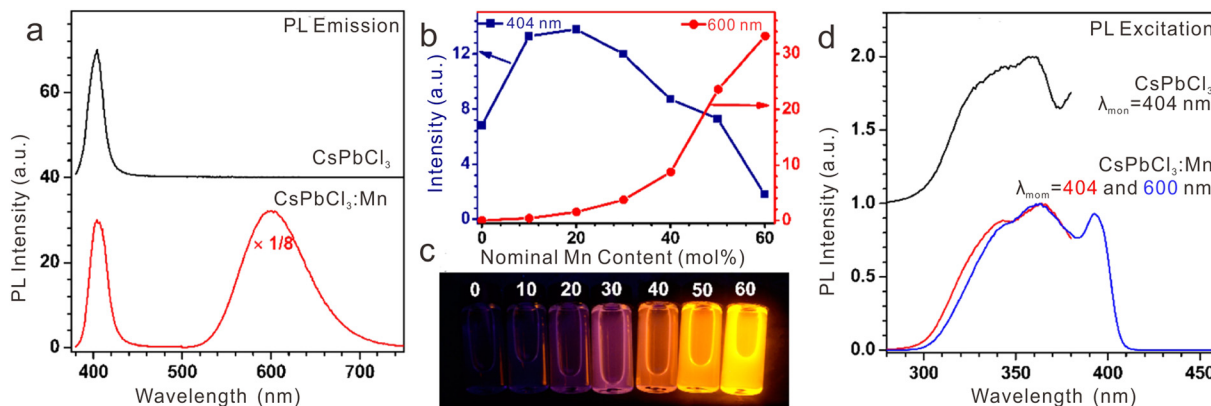 a
PL Emission
CsPbCl₃
CsPbCl₃:Mn
× 1/8
60
40
20
0
400 500 600 700
PL Intensity (a.u.)
Wavelength (nm)
b
404 nm
600 nm
12
8
4
0
30
20
10
0
0 20 40 60
Intensity (a.u.)
Nominal Mn Content (mol%)
c
0 10 20 30 40 50 60
d
PL Excitation
CsPbCl₃
λmon=404 nm
CsPbCl₃:Mn
λmom=404 and 600 nm
2.0
1.5
1.0
0.5
0.0
300 350 400 450
PL Intensity (a.u.)
Wavelength (nm)